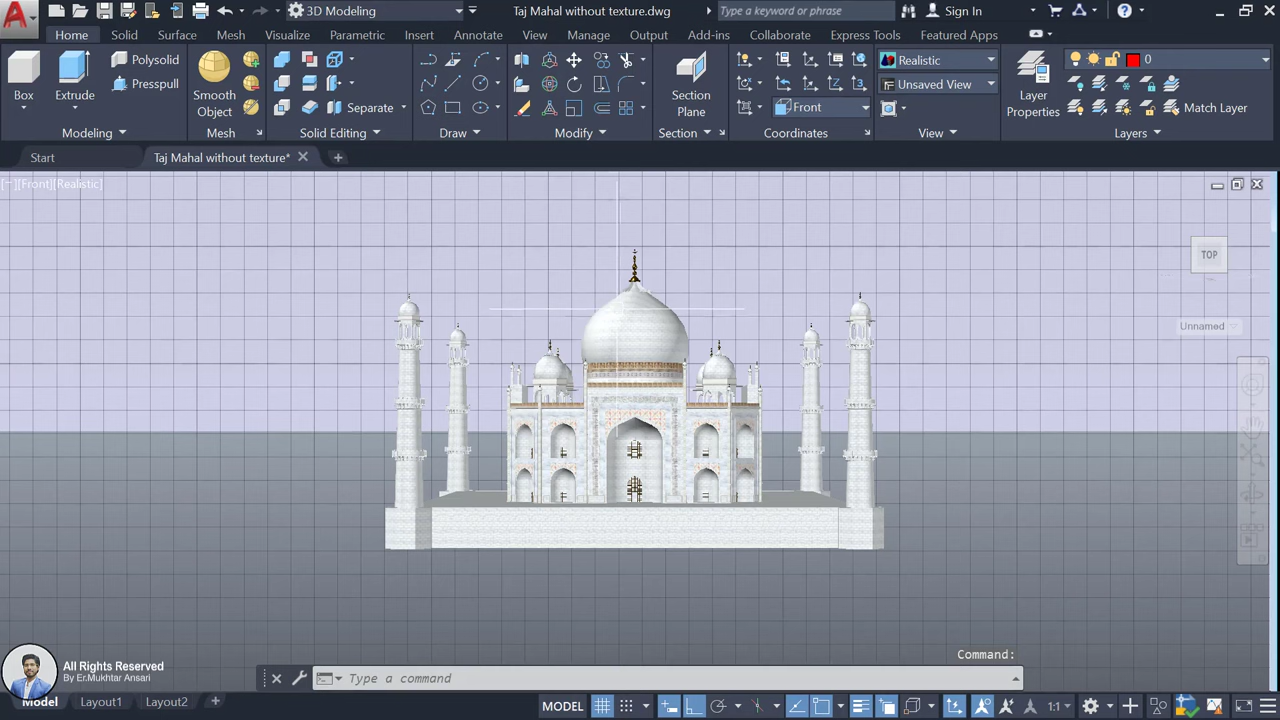 3D Modeling
Taj Mahal without texture.dwg
Type a keyword or phrase
Sign In
Home Solid Surface Mesh Visualize Parametric Insert Annotate View Manage Output Add-ins Collaborate Express Tools Featured Apps
Box
Extrude
Polysolid
Presspull
Smooth
Object
Separate
Section
Plane
Front
Realistic
Unsaved View
Layer
Properties
0
Match Layer
Modeling
Mesh
Solid Editing
Draw
Modify
Section
Coordinates
View
Layers
Start
Taj Mahal without texture*
[−][Front][Realistic]
TOP
Unnamed
Command:
Type a command
All Rights Reserved
By Er.Mukhtar Ansari
Model Layout1 Layout2
MODEL
1:1